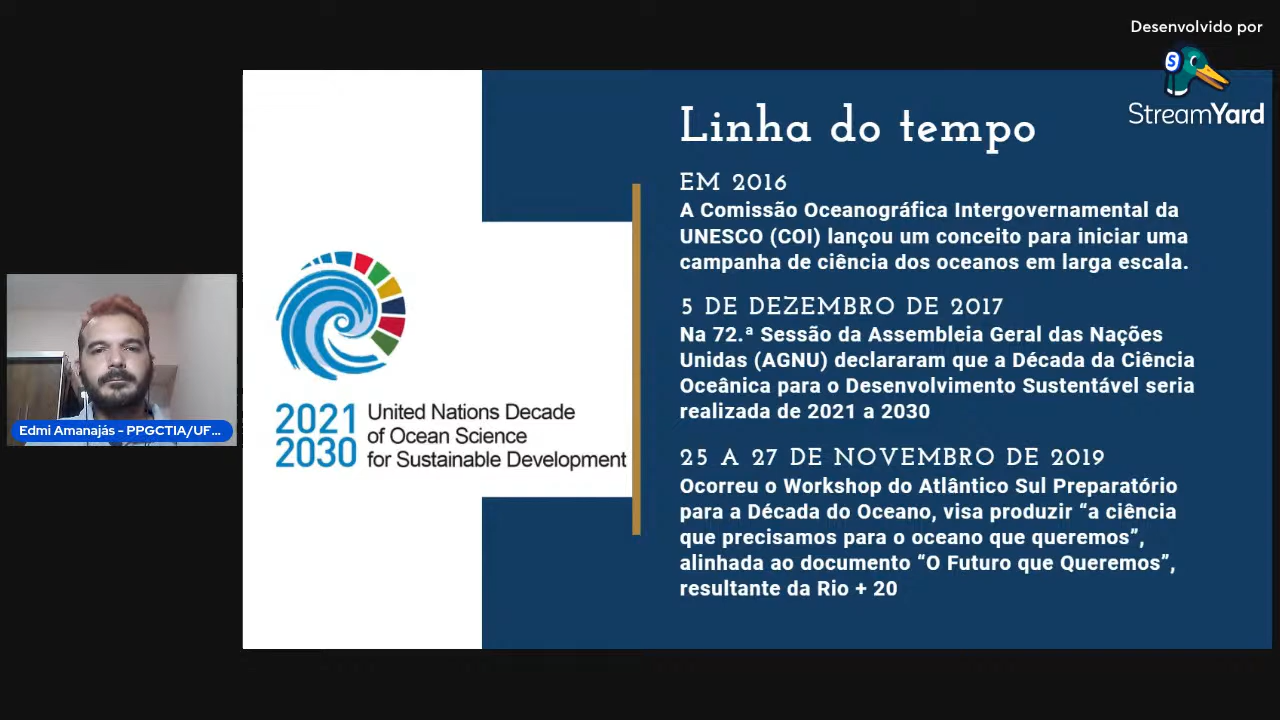 Desenvolvido por
StreamYard
Linha do tempo
EM 2016
A Comissão Oceanográfica Intergovernamental da
UNESCO (COI) lançou um conceito para iniciar uma
campanha de ciência dos oceanos em larga escala.
5 DE DEZEMBRO DE 2017
Na 72.ª Sessão da Assembleia Geral das Nações
Unidas (AGNU) declararam que a Década da Ciência
Oceânica para o Desenvolvimento Sustentável seria
realizada de 2021 a 2030
25 A 27 DE NOVEMBRO DE 2019
Ocorreu o Workshop do Atlântico Sul Preparatório
para a Década do Oceano, visa produzir “a ciência
que precisamos para o oceano que queremos”,
alinhada ao documento “O Futuro que Queremos”,
resultante da Rio + 20
2021
2030
United Nations Decade
of Ocean Science
for Sustainable Development
Edmi Amanajás - PPGCTIA/UF...